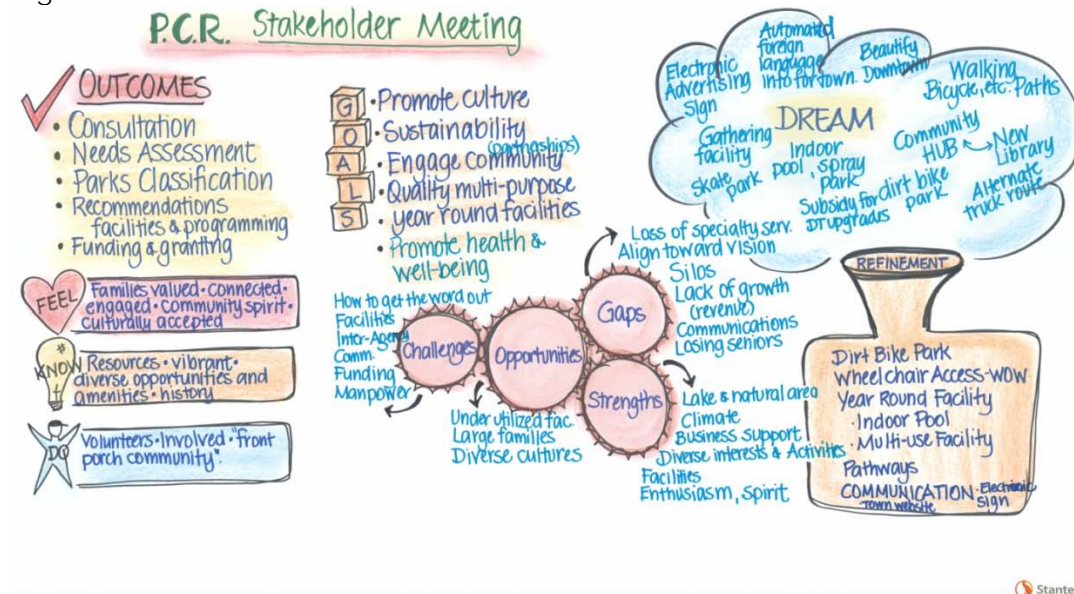 P.C.R. Stakeholder Meeting
OUTCOMES
• Consultation
• Needs Assessment
• Parks Classification
• Recommendations
facilities & programming
• Funding & granting
FEEL
Families valued • connected •
engaged • community spirit •
culturally accepted
KNOW
Resources • vibrant •
diverse opportunities and
amenities • history
DO
Volunteers • Involved • "front
porch community".
GOALS
• Promote culture
• Sustainability
(partnerships)
• Engage Community
• Quality multi-purpose
• year round facilities
• Promote health &
well-being
How to get the word out
Facilities
Inter-Agency
Comm.
Funding
Manpower
Challenges
Opportunities
Under utilized fac.
Large families
Diverse cultures
Gaps
Loss of specialty serv.
Align toward vision
Silos
Lack of growth
(revenue)
Communications
Losing seniors
Strengths
Lake & natural area
Climate
Business support
Diverse interests & Activities
Facilities
Enthusiasm, spirit
DREAM
Electronic
Advertising
Sign
Automated
foreign
language
info for town.
Beautify
Downtown
Walking
Bicycle, etc. Paths
Gathering
facility
Indoor
pool, spray
park
Community
HUB
New
Library
Skate
park
Subsidy for
DT upgradus
dirt bike
park
Alternate
truck route
REFINEMENT
Dirt Bike Park
Wheelchair Access-WOW
Year Round Facility
• Indoor Pool
• Multi-use Facility
Pathways
COMMUNICATION • Electronic
sign
Town website
Stante